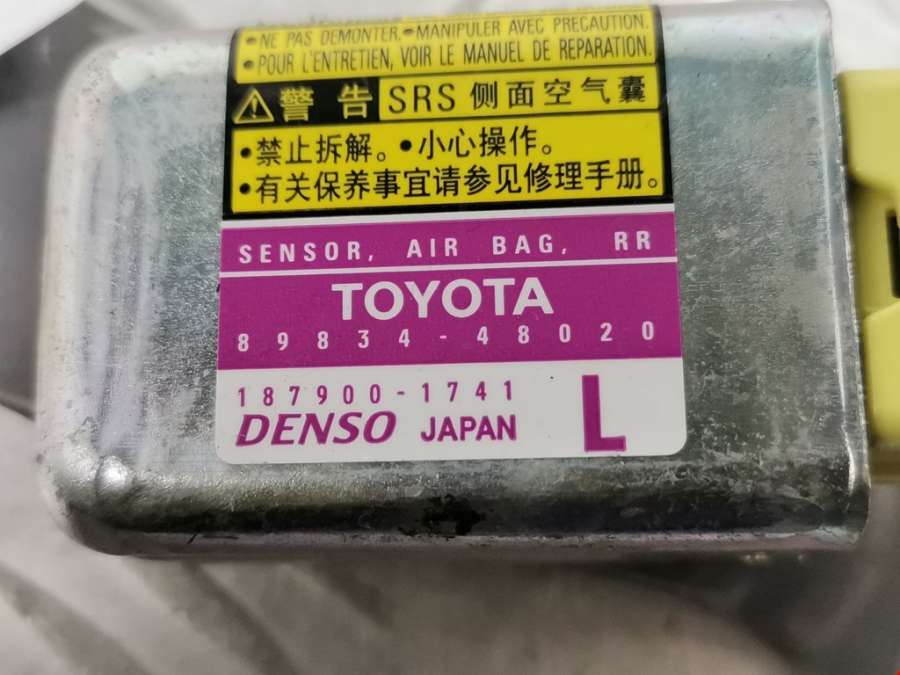 • NE PAS DEMONTER. • MANIPULER AVEC PRECAUTION.
• POUR L'ENTRETIEN, VOIR LE MANUEL DE REPARATION.
警告 SRS 侧面空气囊
•禁止拆解。•小心操作。
•有关保养事宜请参见修理手册。
SENSOR, AIR BAG, RR
TOYOTA
89834-48020
187900-1741
DENSO JAPAN L